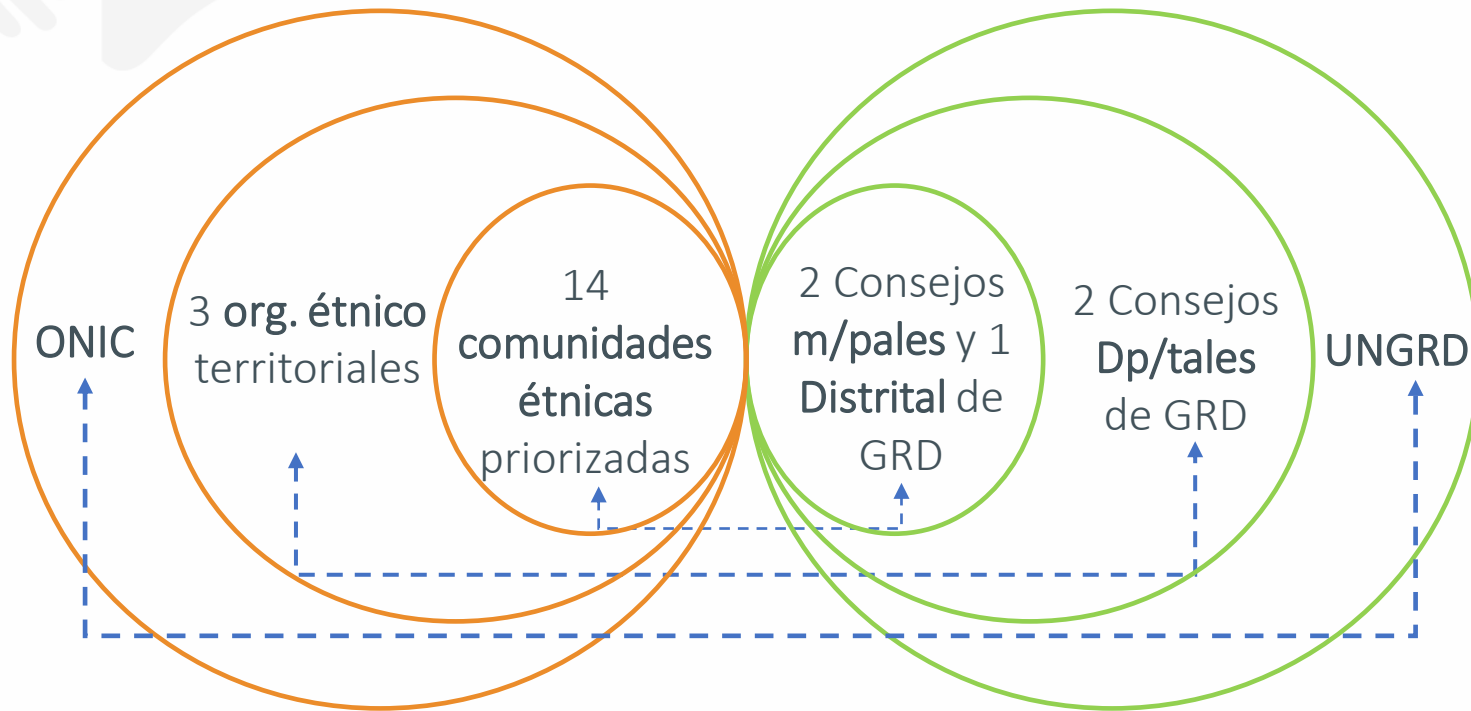 ONIC
3 org. étnico
territoriales
14
comunidades
étnicas
priorizadas
2 Consejos
m/pales y 1
Distrital de
GRD
2 Consejos
Dp/tales
de GRD
UNGRD